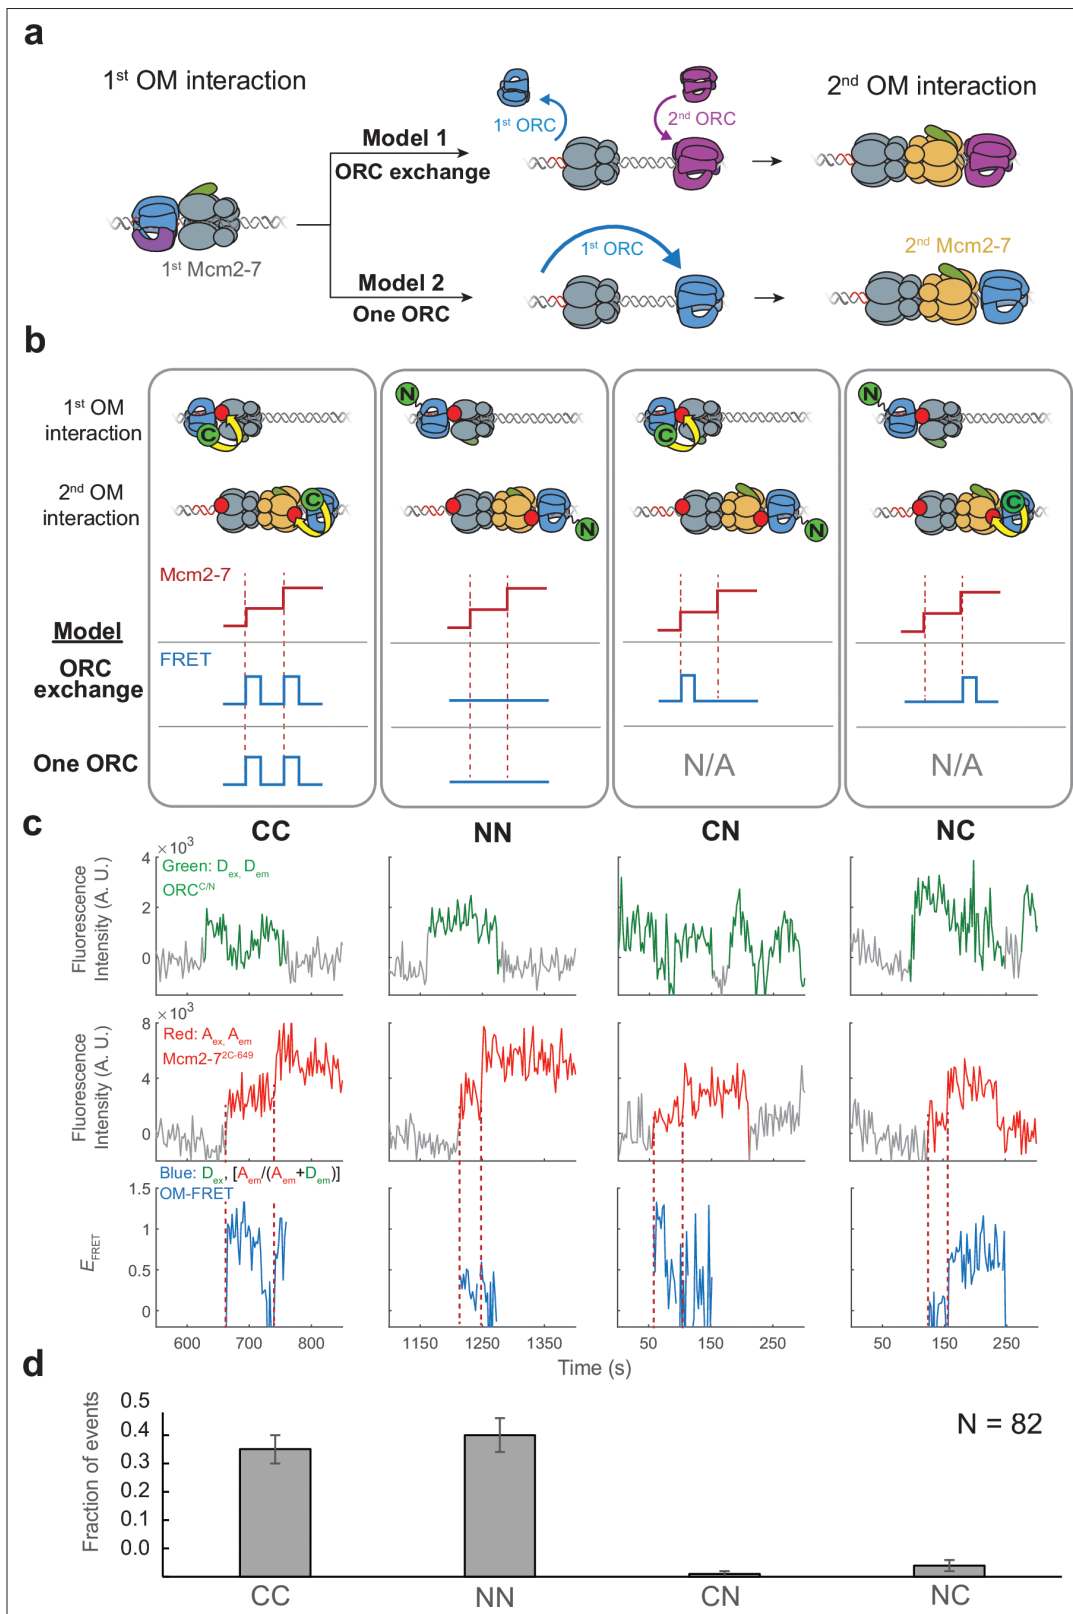 a
1st OM interaction
2nd OM interaction
1st ORC
2nd ORC
Model 1
ORC exchange
1st Mcm2-7
1st ORC
2nd Mcm2-7
Model 2
One ORC
b
1st OM
interaction
N
N
C
C
2nd OM
interaction
C
C
N
N
Mcm2-7
Model
ORC
exchange
FRET
One ORC
N/A
N/A
c
CC
NN
CN
NC
×10³
Fluorescence
Intensity (A. U.)
4
2
0
Green: Dex, Dem
ORC C/N
×10³
Fluorescence
Intensity (A. U.)
8
4
0
Red: Aex, Aem
Mcm2-7 2C-649
Blue: Dex, [Aem/(Aem+Dem)]
OM-FRET
EFRET
1.5
1
0.5
0
600 700 800
1150 1250 1350
50 150 250
50 150 250
Time (s)
d
Fraction of events
0.5
0.4
0.3
0.2
0.1
0.0
N = 82
CC
NN
CN
NC